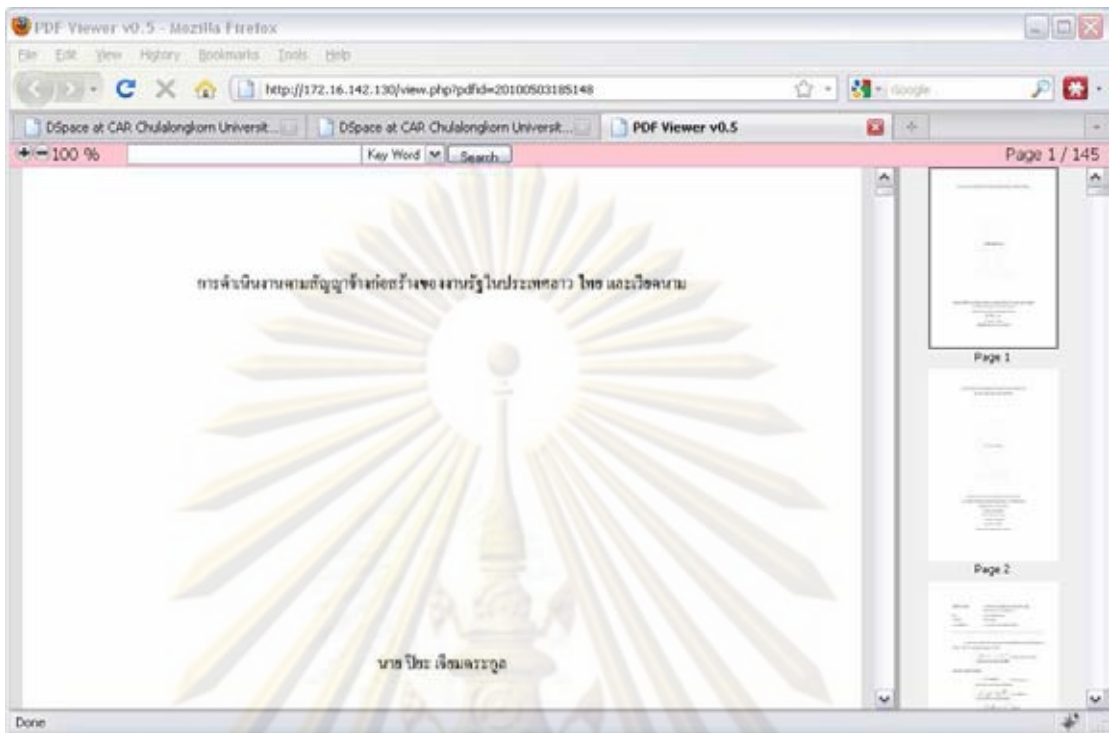 PDF Viewer v0.5 - Mozilla Firefox
File Edit View History Bookmarks Tools Help
http://172.16.142.130/view.php?pdfid=20100503185148 Google
DSpace at CAR Chulalongkorn Universit... DSpace at CAR Chulalongkorn Universit... PDF Viewer v0.5
100 % Key Word Search Page 1 / 145
การดำเนินงานตามสัญญาจ้างก่อสร้างของงานรัฐในประเทศลาว ไทย และเวียดนาม
นาย ปิยะ เจียมตระกูล
Page 1
Page 2
Done